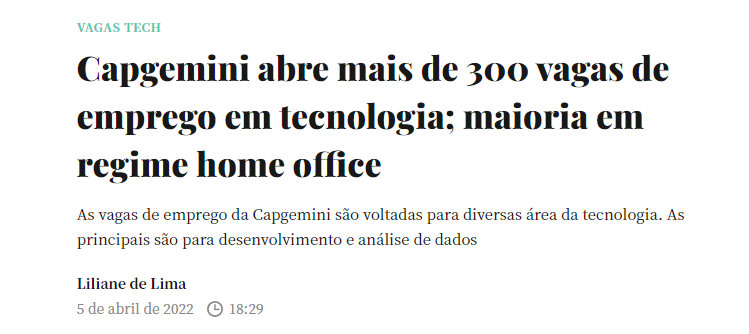 VAGAS TECH
Capgemini abre mais de 300 vagas de
emprego em tecnologia; maioria em
regime home office
As vagas de emprego da Capgemini são voltadas para diversas área da tecnologia. As
principais são para desenvolvimento e análise de dados
Liliane de Lima
5 de abril de 2022 18:29